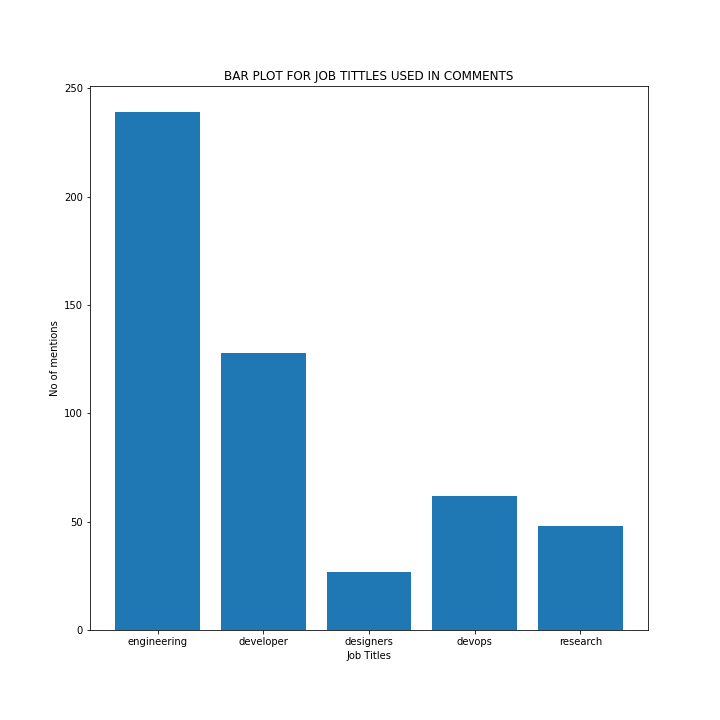 BAR PLOT FOR JOB TITTLES USED IN COMMENTS
250
200
150
100
50
0
No of mentions
engineering developer designers devops research
Job Titles